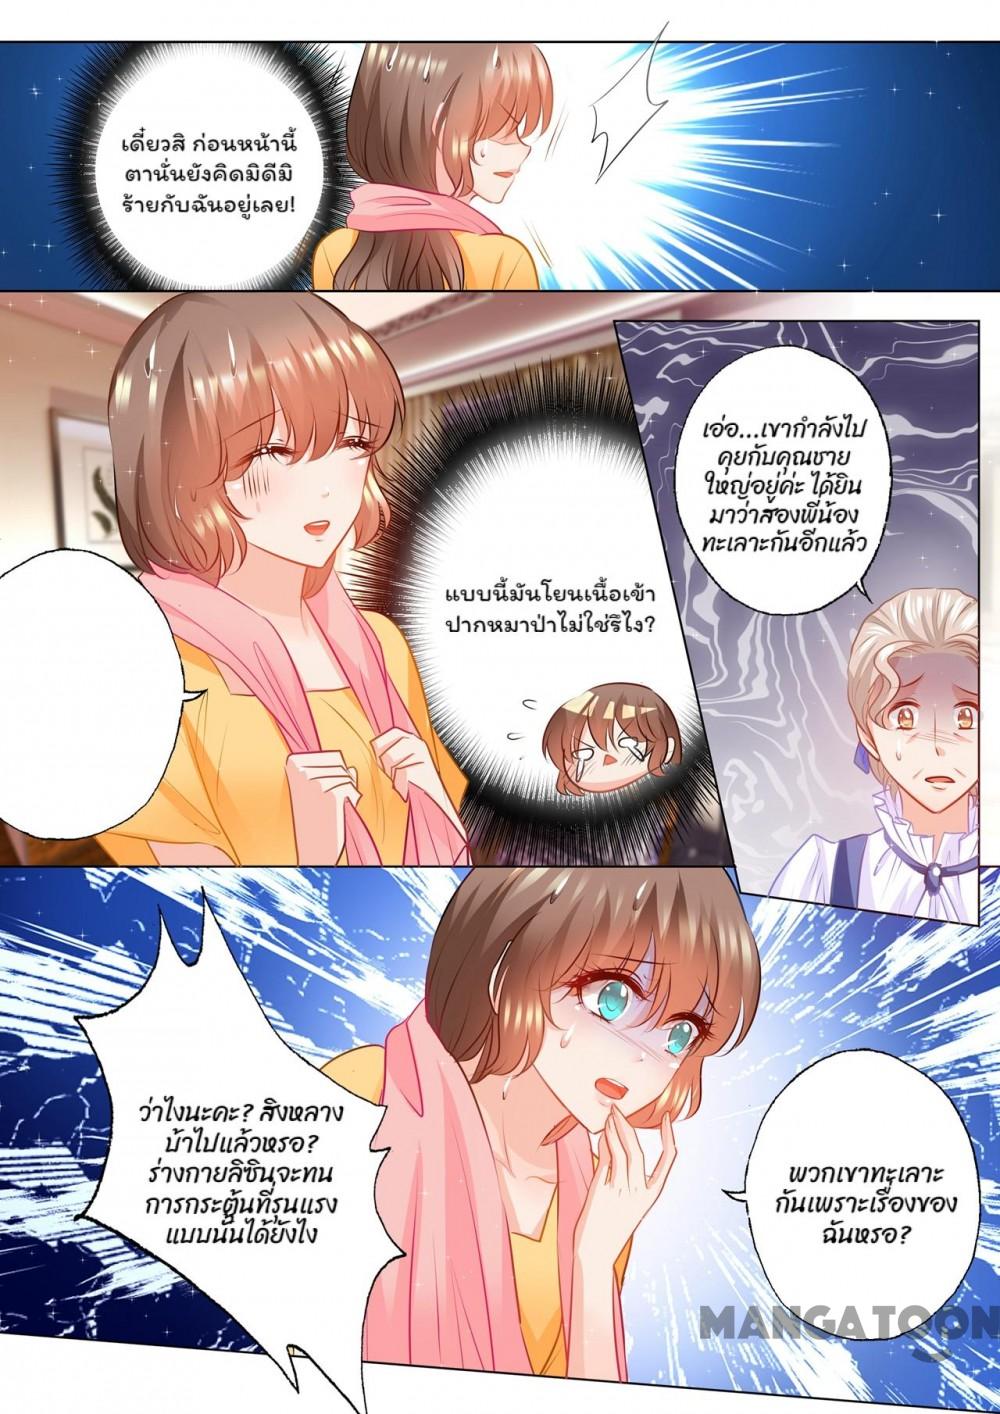 เดี๋ยวสิ ก่อนหน้านี้
ตานั่นยังคิดมิดีมิ
ร้ายกับฉันอยู่เลย!
เอ่อ...เขากำลังไป
คุยกับคุณชาย
ใหญ่อยู่ค่ะ ได้ยิน
มาว่าสองพี่น้อง
ทะเลาะกันอีกแล้ว
แบบนี้มันโยนเนื้อเข้า
ปากหมาป่าไม่ใช่รึไง?
ว่าไงนะคะ? สิงหลาง
บ้าไปแล้วหรอ?
ร่างกายลิซินจะทน
การกระตุ้นที่รุนแรง
แบบนั้นได้ยังไง
พวกเขาทะเลาะ
กันเพราะเรื่องของ
ฉันหรอ?
MANGATOON